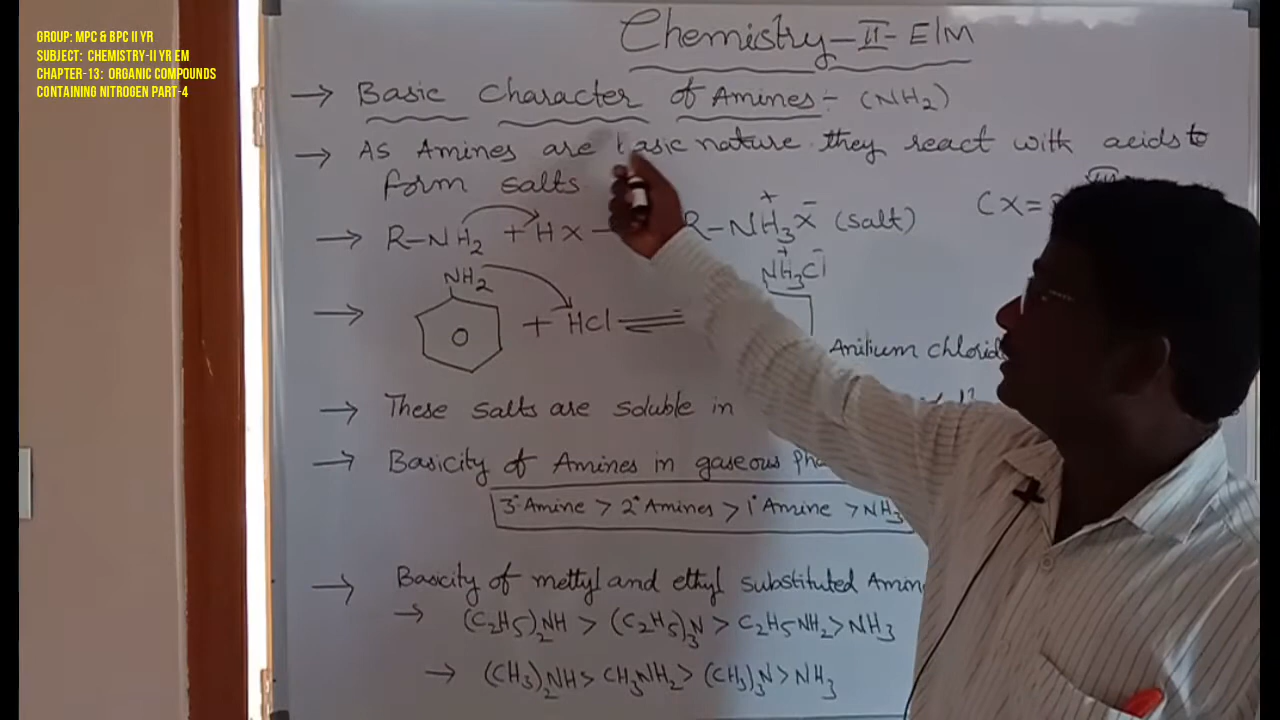 GROUP: MPC & BPC II YR
SUBJECT: CHEMISTRY-II YR EM
CHAPTER-13: ORGANIC COMPOUNDS
CONTAINING NITROGEN PART-4
Chemistry-II-E/M
→ Basic Character of Amines:- (NH2)
→ As Amines are basic nature they react with acids to
form salts
(X=
→ R-NH2 + HX R-NH3+ X- (salt)
NH2 NH3+ Cl-
→ + HCl ⇌
Anilium chlorid
→ These salts are soluble in
→ Basicity of Amines in gaseous Pha
3° Amine > 2° Amines > 1° Amine > NH3
→ Basicity of methyl and ethyl substituted Amin
→ (C2H5)2NH > (C2H5)3N > C2H5NH2 > NH3
→ (CH3)2NH > CH3NH2 > (CH3)3N > NH3